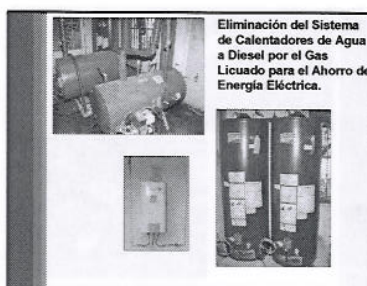 Eliminación del Sistema
de Calentadores de Agua
a Diesel por el Gas
Licuado para el Ahorro de
Energía Eléctrica.